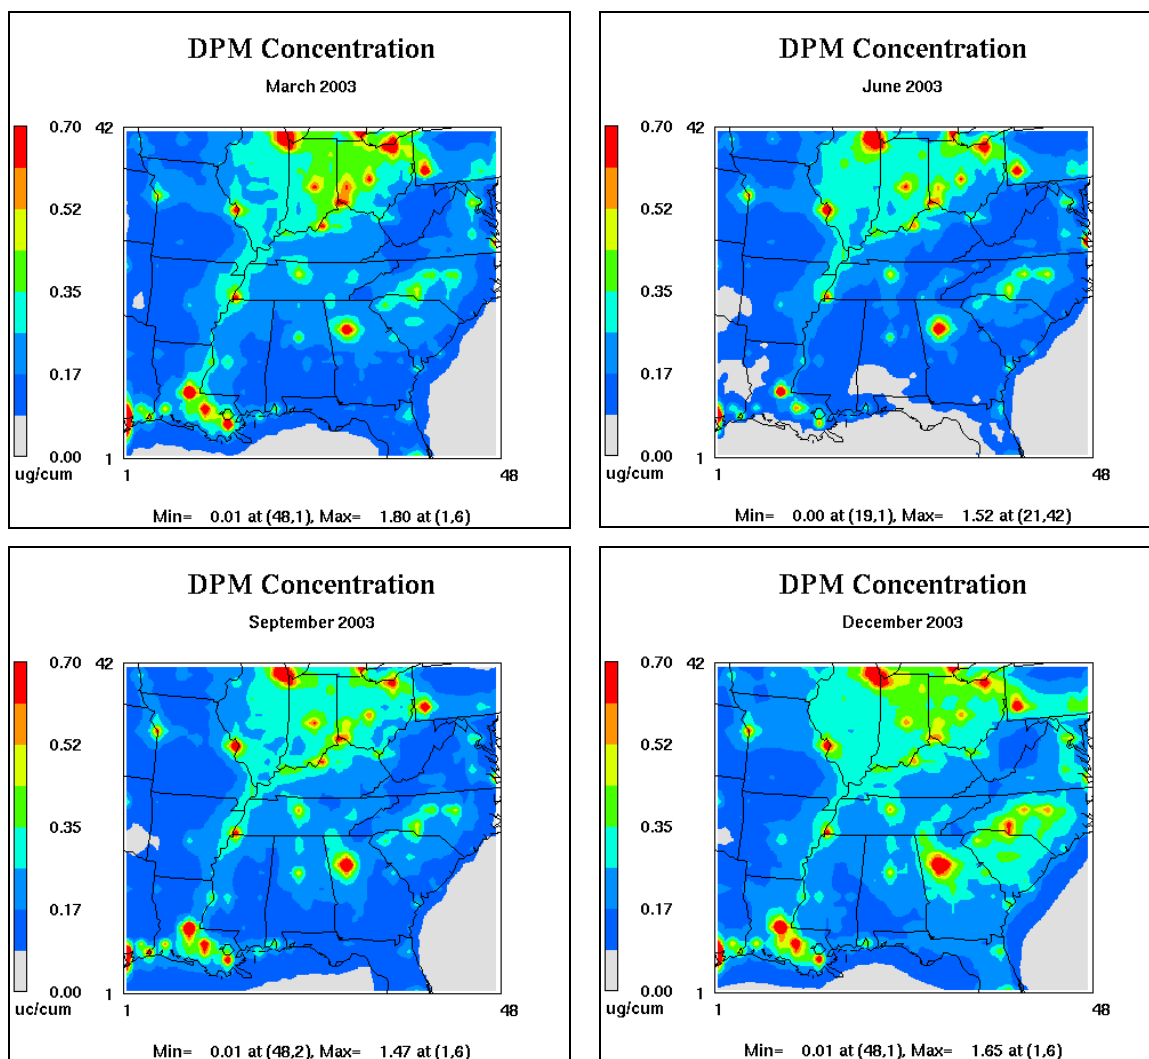 DPM Concentration
March 2003
0.70
0.52
0.35
0.17
0.00
ug/cum
42
1
1
48
Min= 0.01 at (48,1), Max= 1.80 at (1,6)
DPM Concentration
June 2003
0.70
0.52
0.35
0.17
0.00
ug/cum
42
1
1
48
Min= 0.00 at (19,1), Max= 1.52 at (21,42)
DPM Concentration
September 2003
0.70
0.52
0.35
0.17
0.00
uc/cum
42
1
1
48
Min= 0.01 at (48,2), Max= 1.47 at (1,6)
DPM Concentration
December 2003
0.70
0.52
0.35
0.17
0.00
ug/cum
42
1
1
48
Min= 0.01 at (48,1), Max= 1.65 at (1,6)